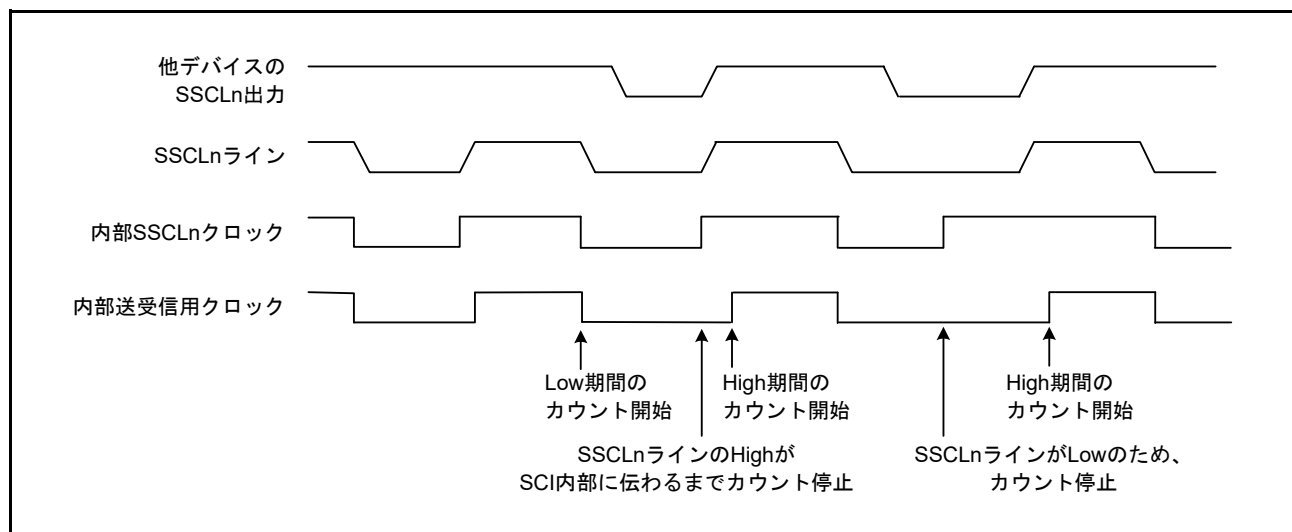 他デバイスの
SSCLn出力
SSCLnライン
内部SSCLnクロック
内部送受信用クロック
Low期間の
カウント開始
High期間の
カウント開始
High期間の
カウント開始
SSCLnラインのHighが
SCI内部に伝わるまでカウント停止
SSCLnラインがLowのため、
カウント停止